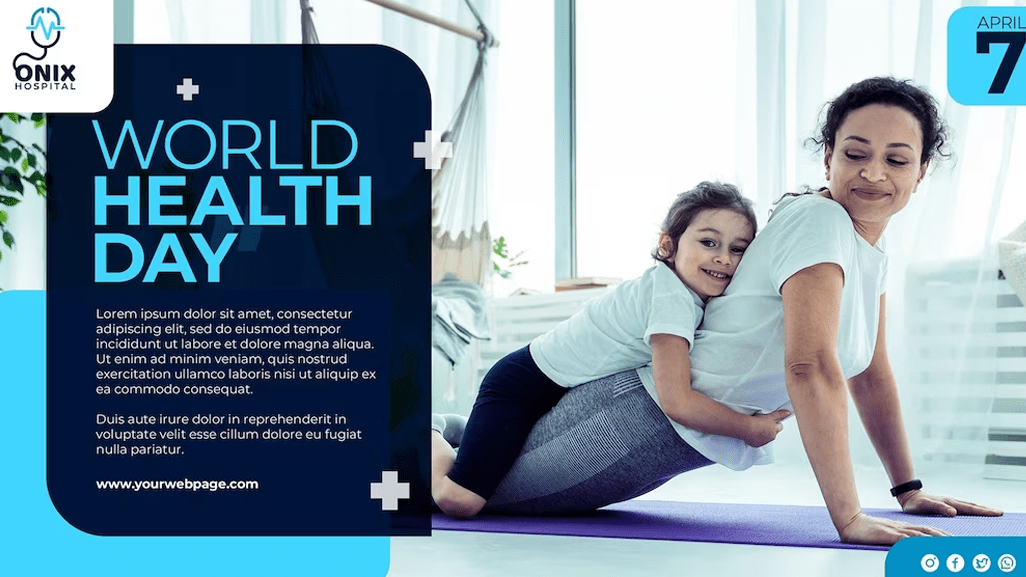 ONIX
HOSPITAL
APRIL
7
WORLD
HEALTH
DAY
Lorem ipsum dolor sit amet, consectetur
adipiscing elit, sed do eiusmod tempor
incididunt ut labore et dolore magna aliqua.
Ut enim ad minim veniam, quis nostrud
exercitation ullamco laboris nisi ut aliquip ex
ea commodo consequat.
Duis aute irure dolor in reprehenderit in
voluptate velit esse cillum dolore eu fugiat
nulla pariatur.
www.yourwebpage.com